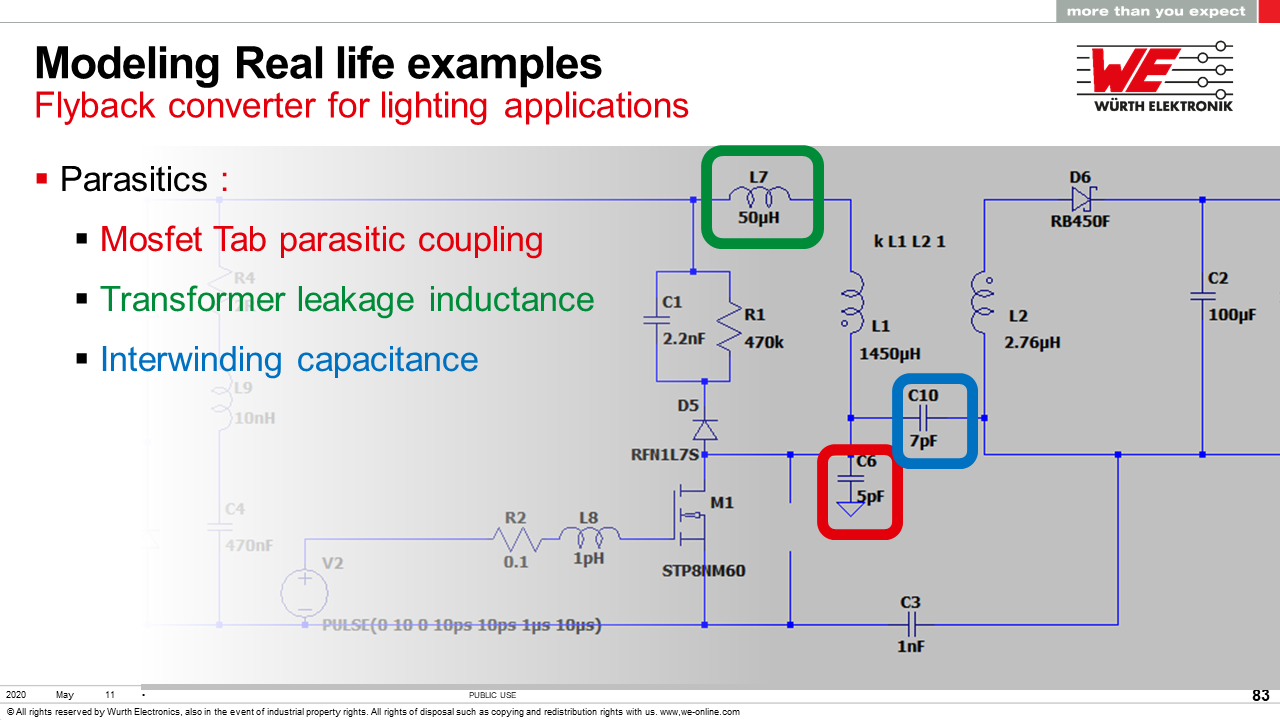 more than you expect
Modeling Real life examples
Flyback converter for lighting applications
WE
WÜRTH ELEKTRONIK
Parasitics :
Mosfet Tab parasitic coupling
Transformer leakage inductance
Interwinding capacitance
L7
50µH
D6
RB450F
k L1 L2 1
R4
C1
2.2nF
R1
470k
L1
1450µH
L2
2.76µH
C2
100µF
L9
10nH
D5
RFN1L7S
C10
7pF
C6
5pF
M1
STP8NM60
C4
470nF
R2
0.1
L8
1pH
V2
PULSE(0 10 0 10ps 10ps 1µs 10µs)
C3
1nF
2020 May 11 •
PUBLIC USE
83
© All rights reserved by Wurth Electronics, also in the event of industrial property rights. All rights of disposal such as copying and redistribution rights with us. www,we-online.com